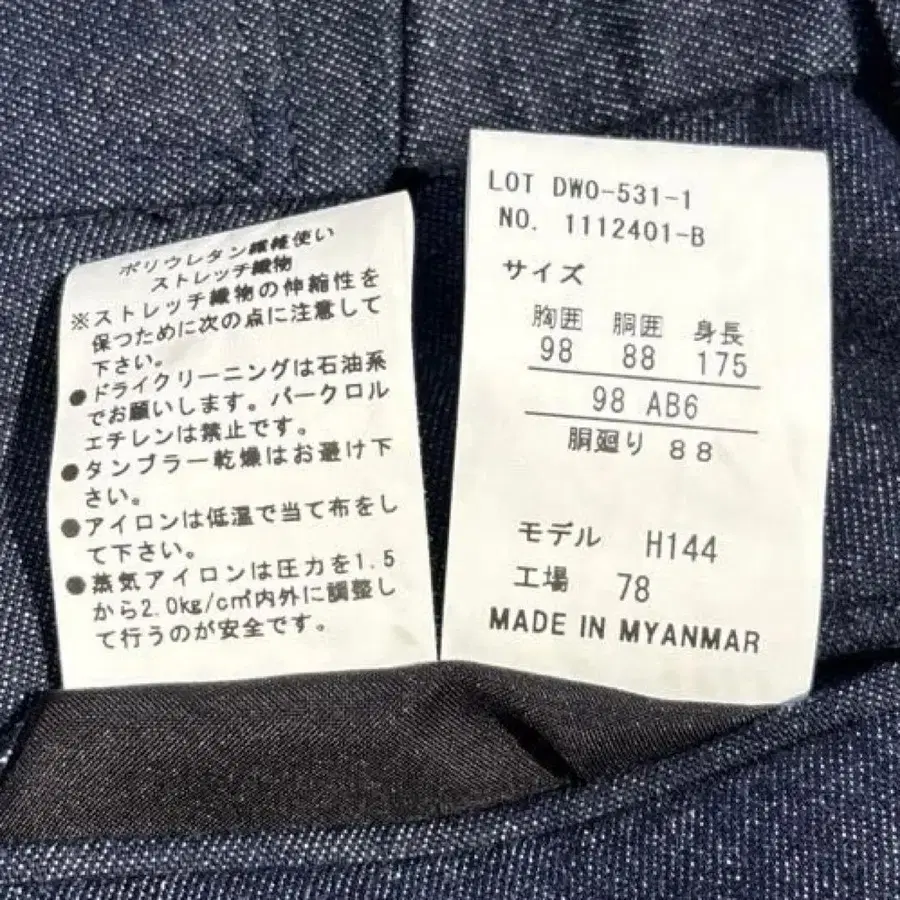 ポリウレタン繊維使い
ストレッチ織物
※ストレッチ織物の伸縮性を
保つために次の点に注意して
下さい。
●ドライクリーニングは石油系
でお願いします。パークロル
エチレンは禁止です。
●タンブラー乾燥はお避け下
さい。
●アイロンは低温で当て布をし
て下さい。
●蒸気アイロンは圧力を1.5
から2.0kg/c㎡内外に調整し
て行うのが安全です。
LOT DWO-531-1
NO. 1112401-B
サイズ
胸囲 胴囲 身長
98 88 175
98 AB6
胴廻り 88
モデル H144
工場 78
MADE IN MYANMAR